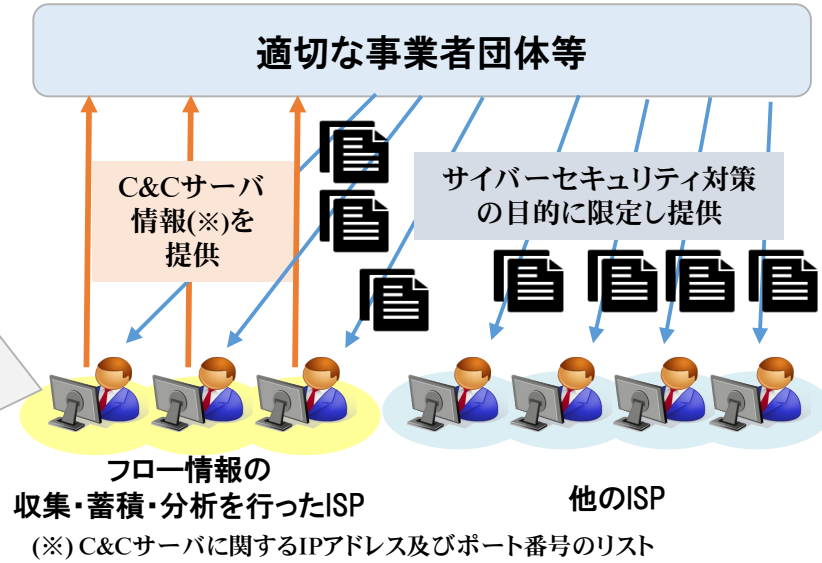 適切な事業者団体等
C&Cサーバ
情報(※)を
提供
サイバーセキュリティ対策
の目的に限定し提供
フロー情報の
収集・蓄積・分析を行ったISP
他のISP
(※) C&Cサーバに関するIPアドレス及びポート番号のリスト